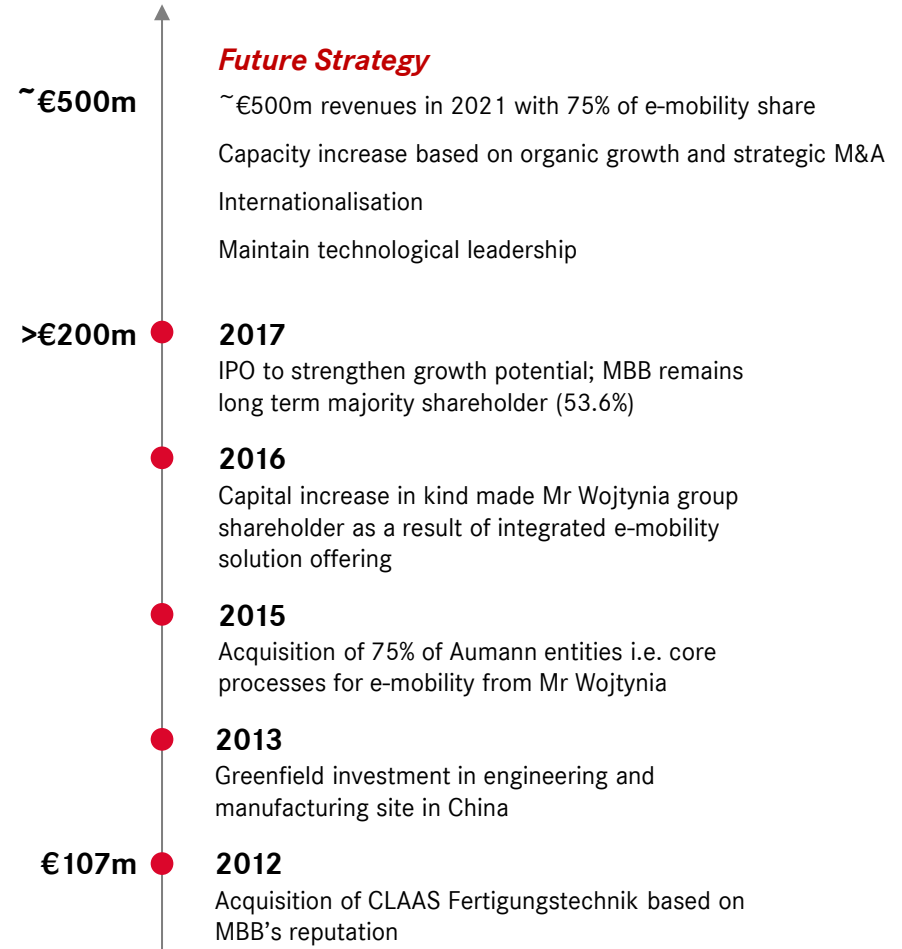 Future Strategy
~€500m
~€500m revenues in 2021 with 75% of e-mobility share
Capacity increase based on organic growth and strategic M&A
Internationalisation
Maintain technological leadership
>€200m
2017
IPO to strengthen growth potential; MBB remains
long term majority shareholder (53.6%)
2016
Capital increase in kind made Mr Wojtynia group
shareholder as a result of integrated e-mobility
solution offering
2015
Acquisition of 75% of Aumann entities i.e. core
processes for e-mobility from Mr Wojtynia
2013
Greenfield investment in engineering and
manufacturing site in China
€107m
2012
Acquisition of CLAAS Fertigungstechnik based on
MBB's reputation